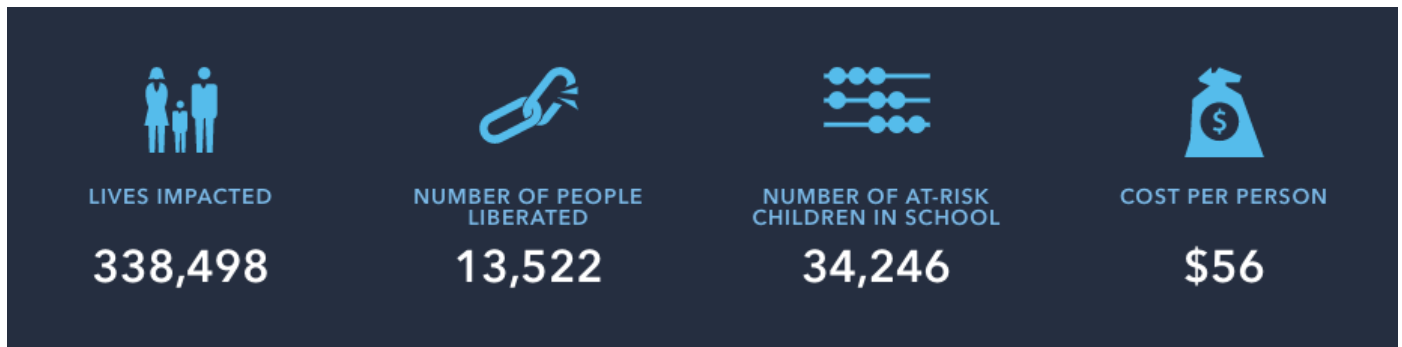 LIVES IMPACTED
338,498
NUMBER OF PEOPLE
LIBERATED
13,522
NUMBER OF AT-RISK
CHILDREN IN SCHOOL
34,246
$
COST PER PERSON
$56